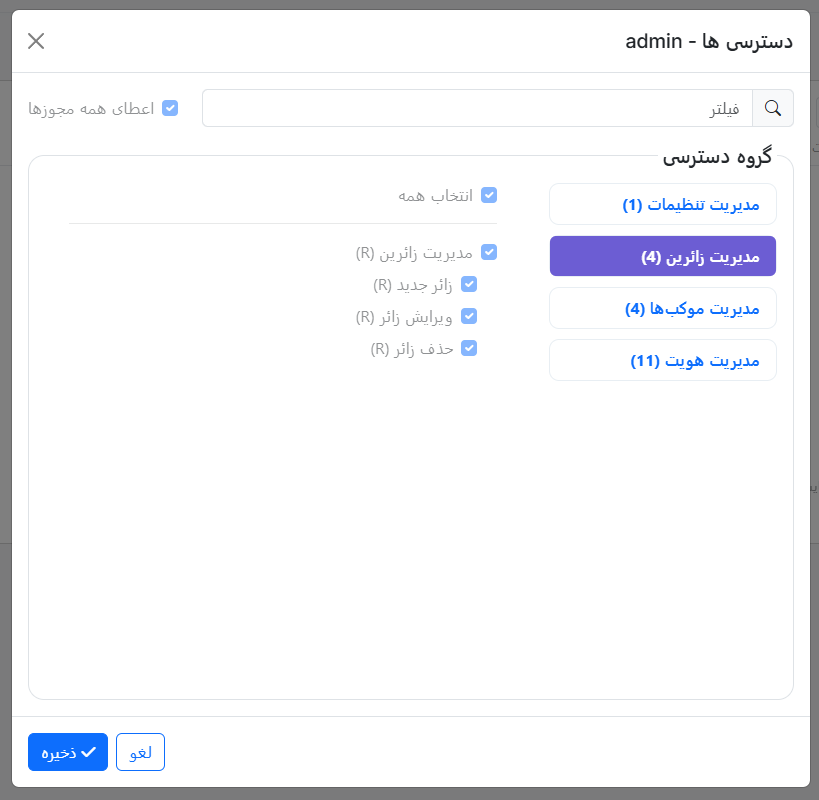 دسترسی ها - admin
فیلتر
اعطای همه مجوزها
گروه دسترسی
مدیریت تنظیمات (1)
مدیریت زائرین (4)
مدیریت موکب‌ها (4)
مدیریت هویت (11)
انتخاب همه
مدیریت زائرین (R)
زائر جدید (R)
ویرایش زائر (R)
حذف زائر (R)
لغو
ذخیره